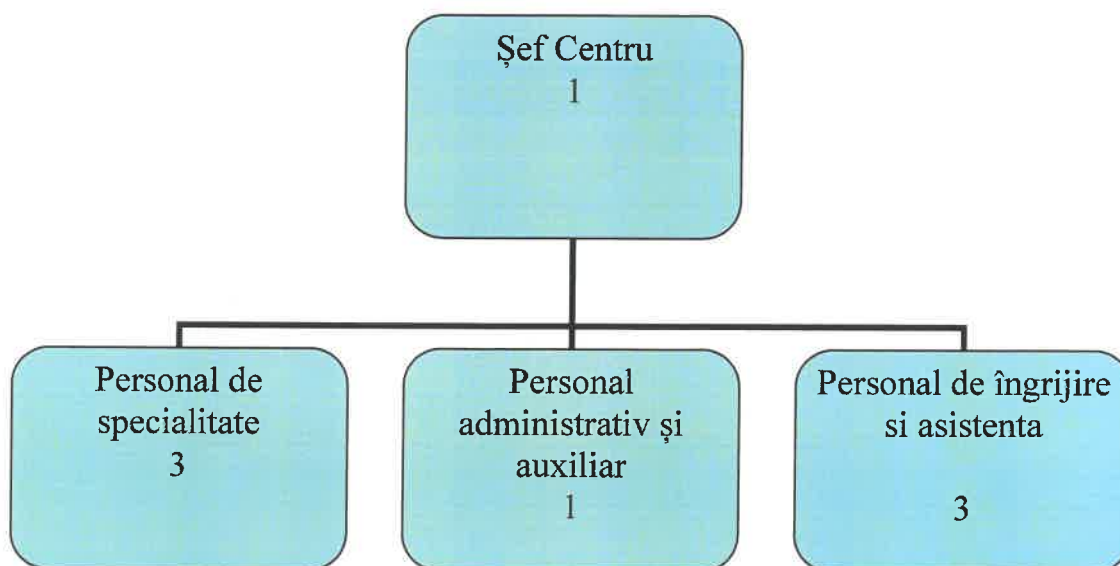 Șef Centru
1
Personal de
specialitate
3
Personal
administrativ și
auxiliar
1
Personal de îngrijire
si asistenta
3